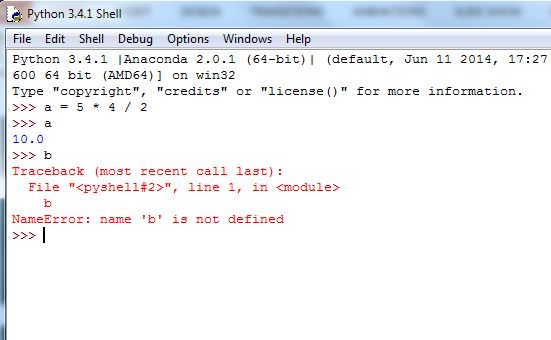 Python 3.4.1 Shell
File Edit Shell Debug Options Windows Help
Python 3.4.1 |Anaconda 2.0.1 (64-bit)| (default, Jun 11 2014, 17:27
600 64 bit (AMD64)] on win32
Type "copyright", "credits" or "license()" for more information.
>>> a = 5 * 4 / 2
>>> a
10.0
>>> b
Traceback (most recent call last):
  File "<pyshell#2>", line 1, in <module>
    b
NameError: name 'b' is not defined
>>>